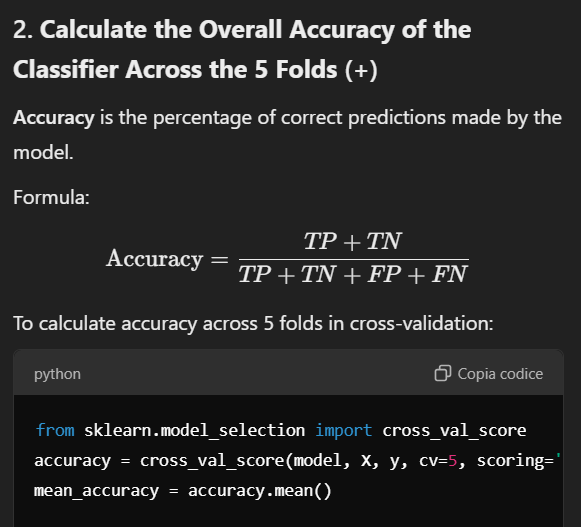 2. Calculate the Overall Accuracy of the
Classifier Across the 5 Folds (+)
Accuracy is the percentage of correct predictions made by the
model.
Formula:
Accuracy = TP + TN / TP + TN + FP + FN
To calculate accuracy across 5 folds in cross-validation:
python Copia codice
from sklearn.model_selection import cross_val_score
accuracy = cross_val_score(model, X, y, cv=5, scoring='
mean_accuracy = accuracy.mean()